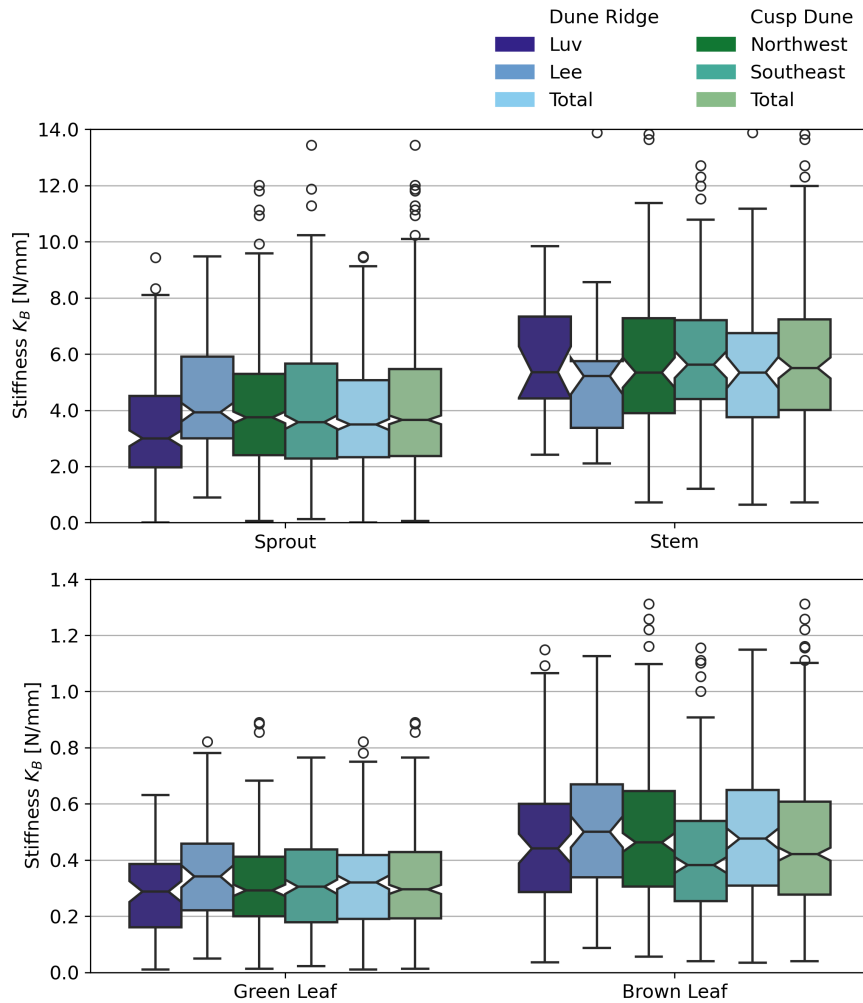 Dune Ridge Cusp Dune
Luv Northwest
Lee Southeast
Total Total
14.0
12.0
10.0
8.0
6.0
4.0
2.0
0.0
Stiffness K_B [N/mm]
Sprout Stem
1.4
1.2
1.0
0.8
0.6
0.4
0.2
0.0
Stiffness K_B [N/mm]
Green Leaf Brown Leaf